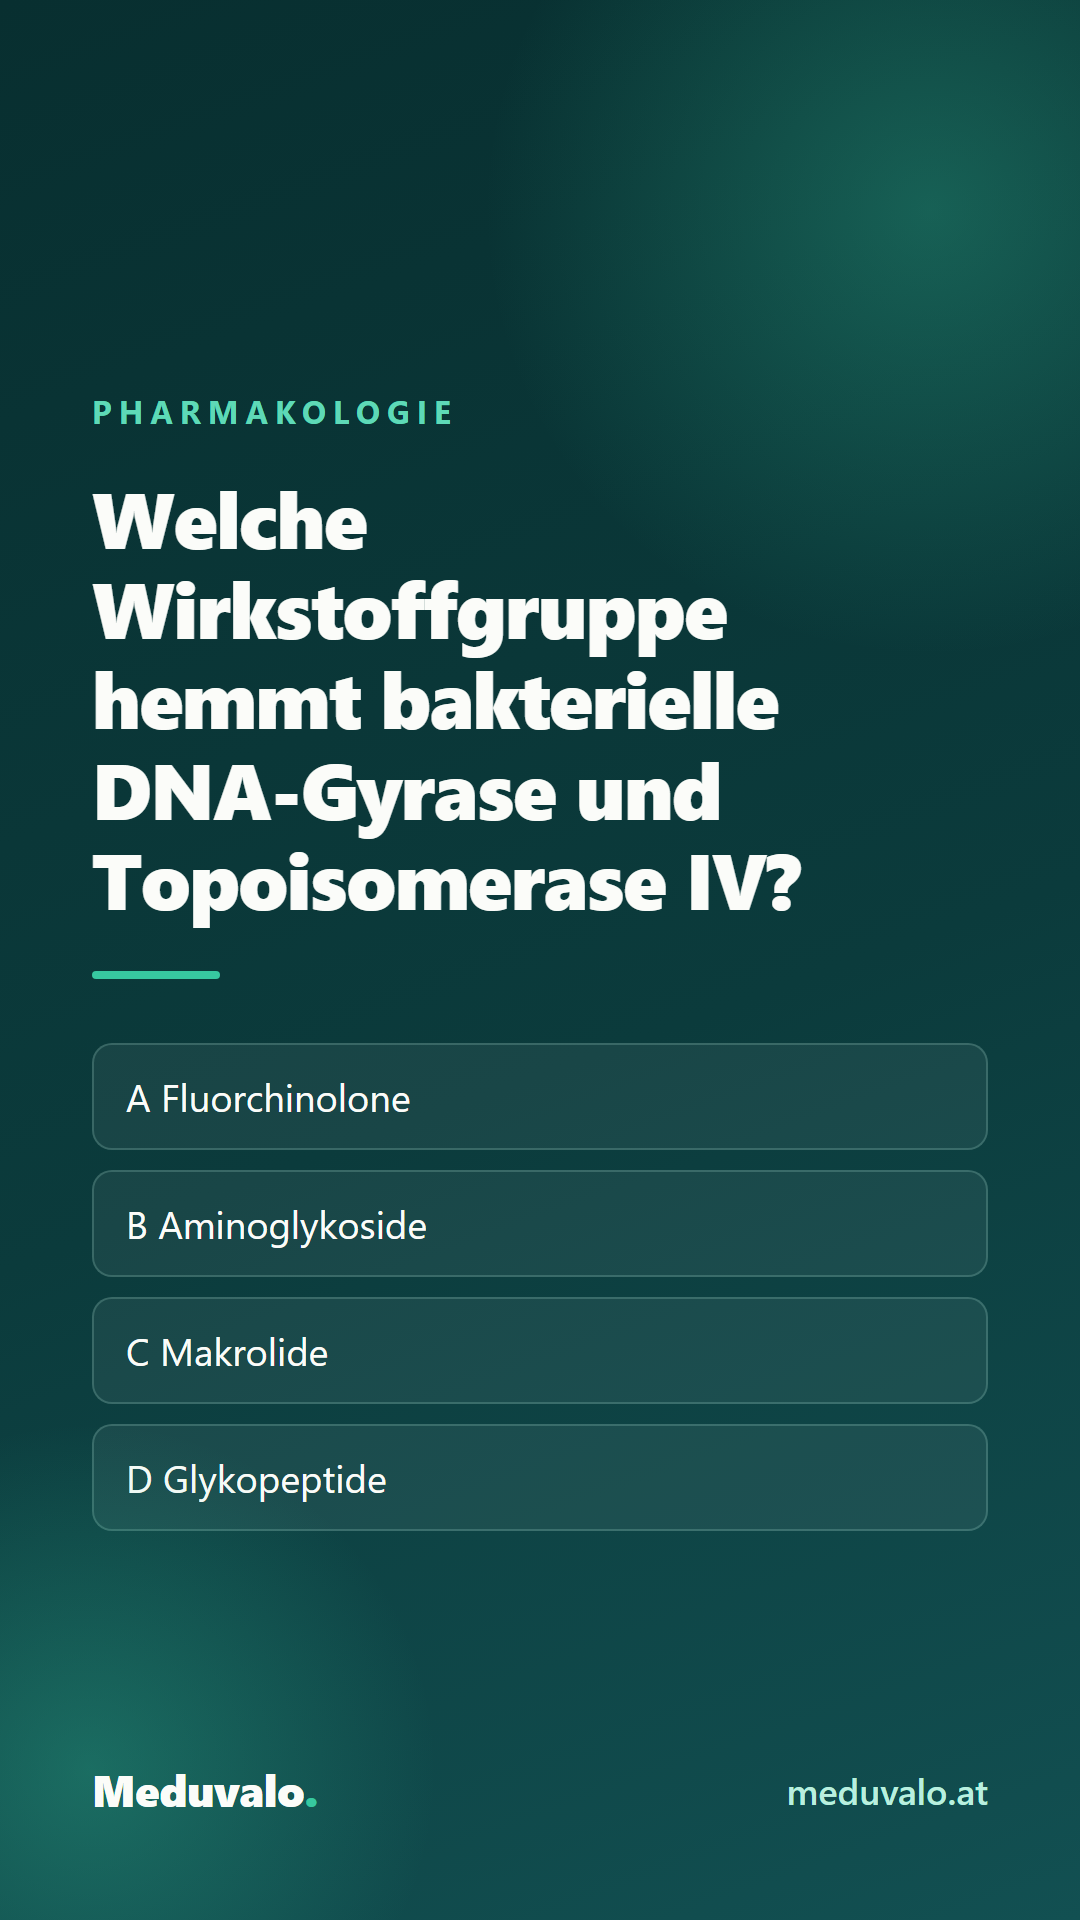 PHARMAKOLOGIE
Welche
Wirkstoffgruppe
hemmt bakterielle
DNA-Gyrase und
Topoisomerase IV?
A Fluorchinolone
B Aminoglykoside
C Makrolide
D Glykopeptide
Meduvalo.
meduvalo.at